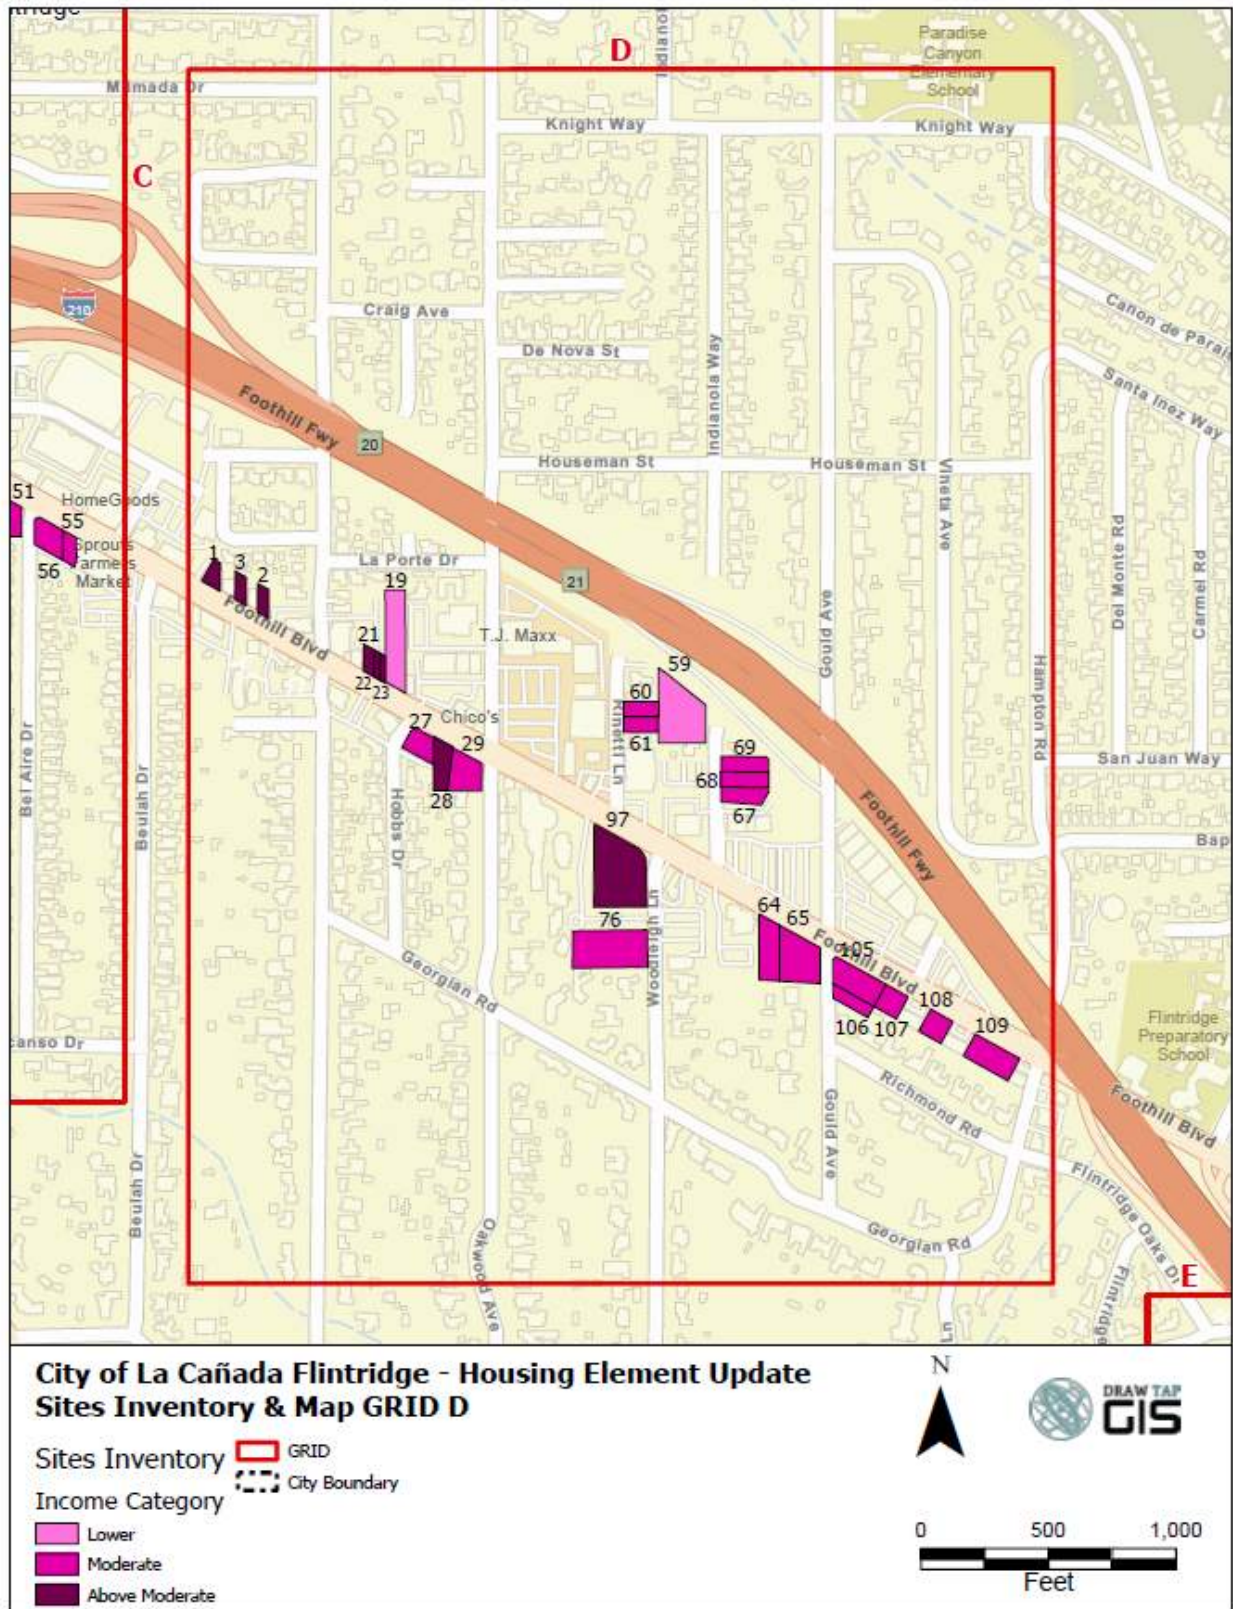 D
Indianol
Paradise
Canyon
Elementary
School
Knight Way
Knight Way
C
210
Craig Ave
De Nova St
Indianola Way
Canon de Parais
Santa Inez Way
Foothill Fwy
20
Houseman St
Houseman St
Vineta Ave
Del Monte Rd
Carmel Rd
51
HomeGoods
55
56
Sprouts
Farmers
Market
1
3
2
La Porte Dr
19
21
Foothill Blvd
21
T.J. Maxx
22
23
Gould Ave
Hampton Rd
59
60
61
Rinetti Ln
27
Chico's
29
28
69
68
67
San Juan Way
Bel Aire Dr
Beulah Dr
Hobbs Dr
97
Foothill Fwy
Bap
76
Woodleigh Ln
64
65
Foothill Blvd
105
106
107
108
109
Georgian Rd
Flintridge
Preparatory
School
canso Dr
Richmond Rd
Gould Ave
Foothill Blvd
Beulah Dr
Oakwood Ave
Georgian Rd
Flintridge Oaks Dr
Flintridge
E
Ln
City of La Cañada Flintridge - Housing Element Update
Sites Inventory & Map GRID D
N
DRAW TAP
GIS
Sites Inventory
GRID
City Boundary
Income Category
Lower
Moderate
Above Moderate
0 500 1,000
Feet